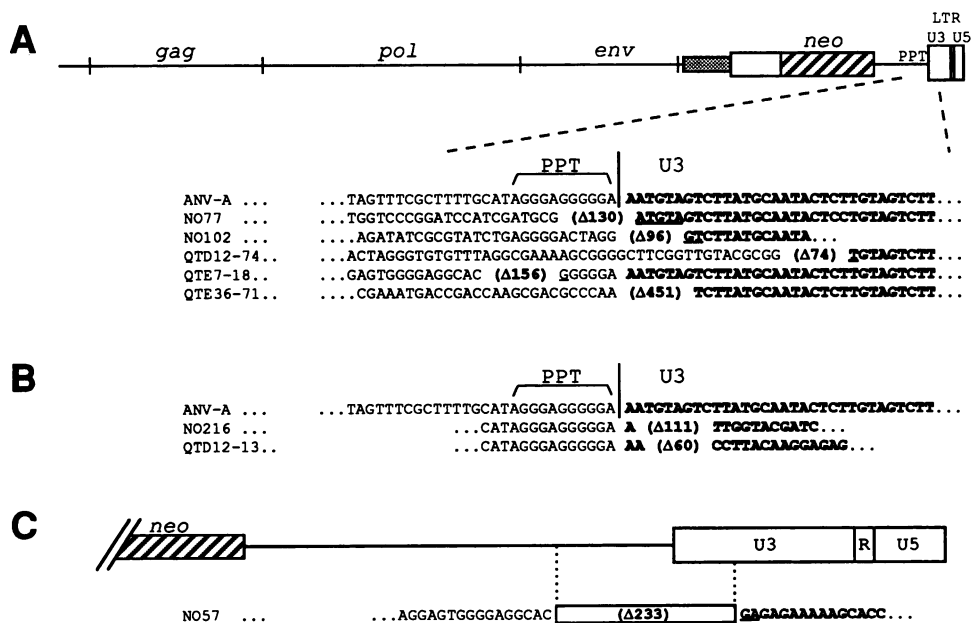 A
gag pol env neo PPT LTR U3 U5
PPT U3
ANV-A ... ...TAGTTTCGCTTTTGCATAGGGAGGGGGA AATGTAGTCTTATGCAATACTCTTGTAGTCTT...
NO77 ... ...TGGTCCCGGATCCATCGATGCG (Δ130) ATGTAGTCTTATGCAATACTCCTGTAGTCTT...
NO102 ... ...AGATATCGCGTATCTGAGGGGACTAGG (Δ96) GTCTTATGCAATA...
QTD12-74.. ....ACTAGGGTGTGTTTAGGCGAAAAGCGGGGCTTCGGTTGTACGCGG (Δ74) TGTAGTCTT...
QTE7-18.. ....GAGTGGGGAGGCAC (Δ156) GGGGGA AATGTAGTCTTATGCAATACTCTTGTAGTCTT...
QTE36-71.. ....CGAAATGACCGACCAAGCGACGCCCAA (Δ451) TCTTATGCAATACTCTTGTAGTCTT...
B
PPT U3
ANV-A ... ...TAGTTTCGCTTTTGCATAGGGAGGGGGA AATGTAGTCTTATGCAATACTCTTGTAGTCTT...
NO216 ... ...CATAGGGAGGGGGA A (Δ111) TTGGTACGATC...
QTD12-13.. ...CATAGGGAGGGGGA AA (Δ60) CCTTACAAGGAGAG...
C
neo U3 R U5
NO57 ... ...AGGAGTGGGGAGGCAC (Δ233) GAGAGAAAAAGCACC...